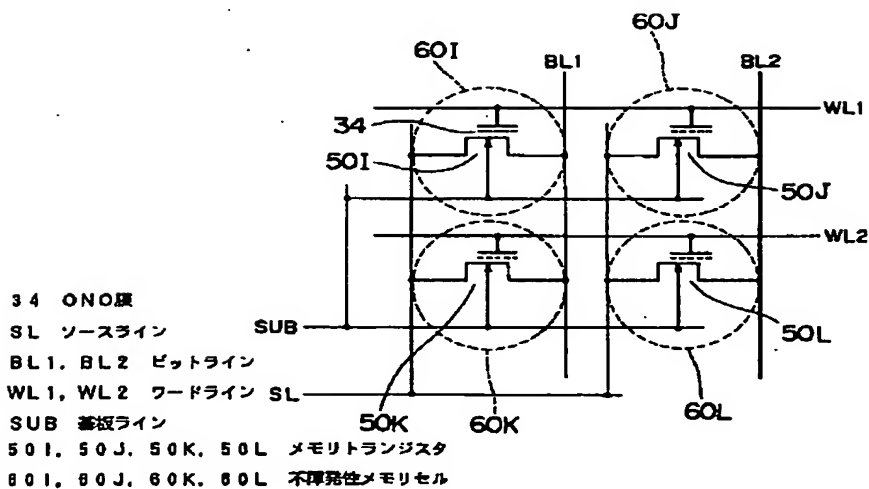 60J
60I
BL1
BL2
WL1
34
50I
50J
WL2
34 ONO膜
SL ソースライン
SUB
50L
BL1, BL2 ビットライン
WL1, WL2 ワードライン
SL
50K
60K
60L
SUB 基板ライン
50I, 50J, 50K, 50L メモリトランジスタ
60I, 60J, 60K, 60L 不揮発性メモリセル